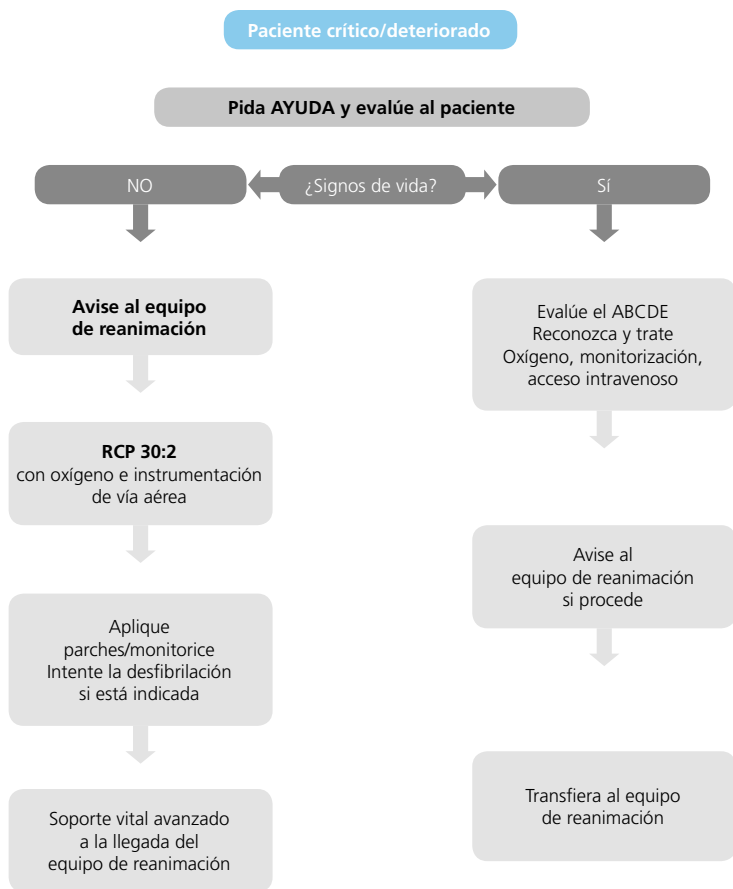 Paciente crítico/deteriorado
Pida AYUDA y evalúe al paciente
NO
¿Signos de vida?
Sí
Avise al equipo
de reanimación
RCP 30:2
con oxígeno e instrumentación
de vía aérea
Aplique
parches/monitorice
Intente la desfibrilación
si está indicada
Soporte vital avanzado
a la llegada del
equipo de reanimación
Evalúe el ABCDE
Reconozca y trate
Oxígeno, monitorización,
acceso intravenoso
Avise al
equipo de reanimación
si procede
Transfiera al equipo
de reanimación